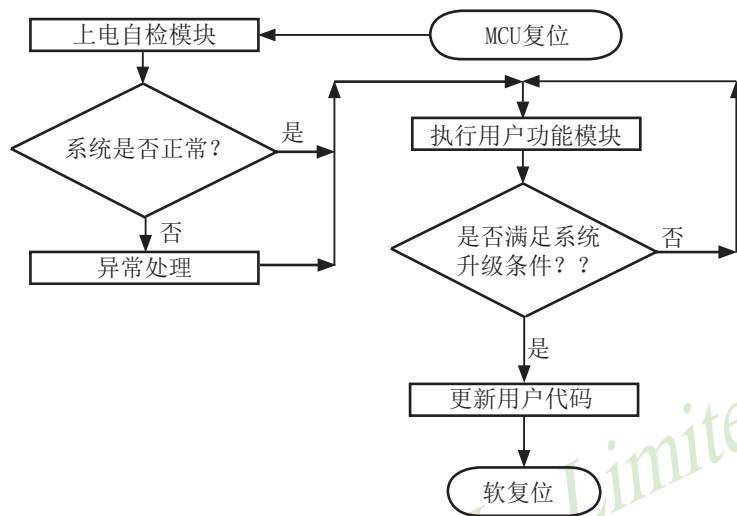 上电自检模块
MCU复位
系统是否正常?
是
否
异常处理
执行用户功能模块
是否满足系统
升级条件??
否
是
更新用户代码
软复位
Limite